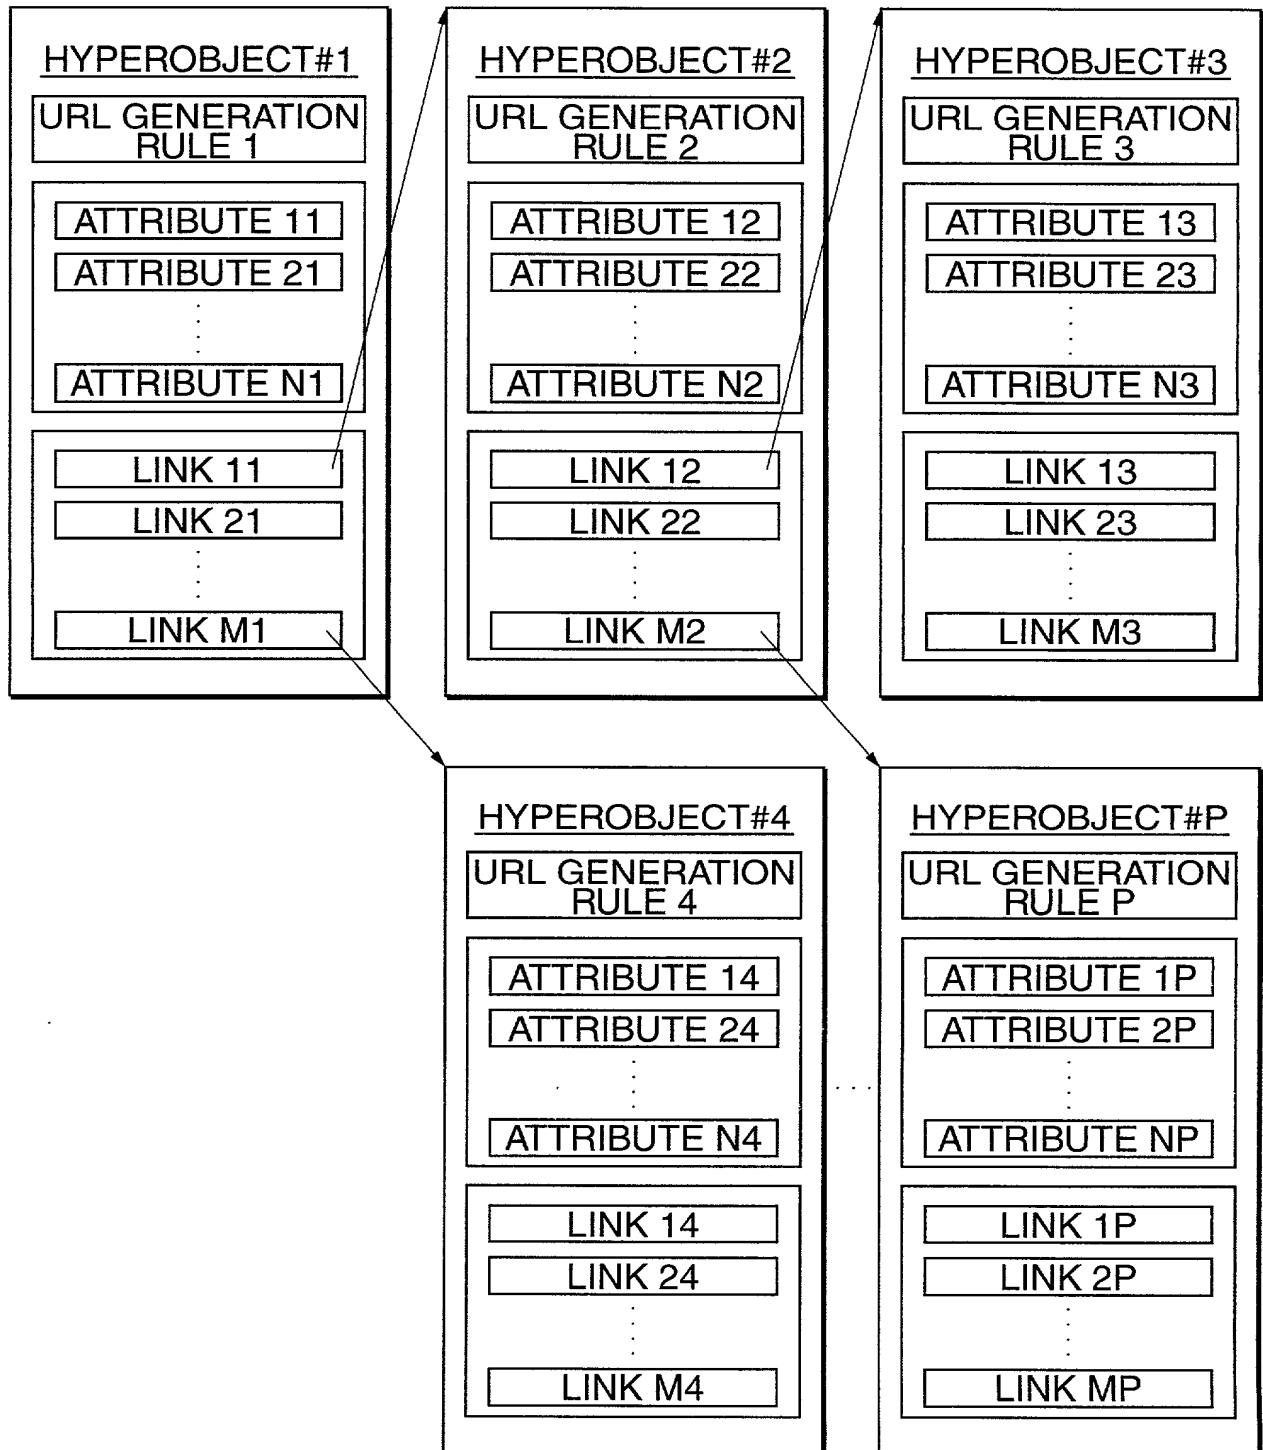 HYPEROBJECT#1
URL GENERATION
RULE 1
ATTRIBUTE 11
ATTRIBUTE 21
ATTRIBUTE N1
LINK 11
LINK 21
LINK M1
HYPEROBJECT#2
URL GENERATION
RULE 2
ATTRIBUTE 12
ATTRIBUTE 22
ATTRIBUTE N2
LINK 12
LINK 22
LINK M2
HYPEROBJECT#3
URL GENERATION
RULE 3
ATTRIBUTE 13
ATTRIBUTE 23
ATTRIBUTE N3
LINK 13
LINK 23
LINK M3
HYPEROBJECT#4
URL GENERATION
RULE 4
ATTRIBUTE 14
ATTRIBUTE 24
ATTRIBUTE N4
LINK 14
LINK 24
LINK M4
HYPEROBJECT#P
URL GENERATION
RULE P
ATTRIBUTE 1P
ATTRIBUTE 2P
ATTRIBUTE NP
LINK 1P
LINK 2P
LINK MP